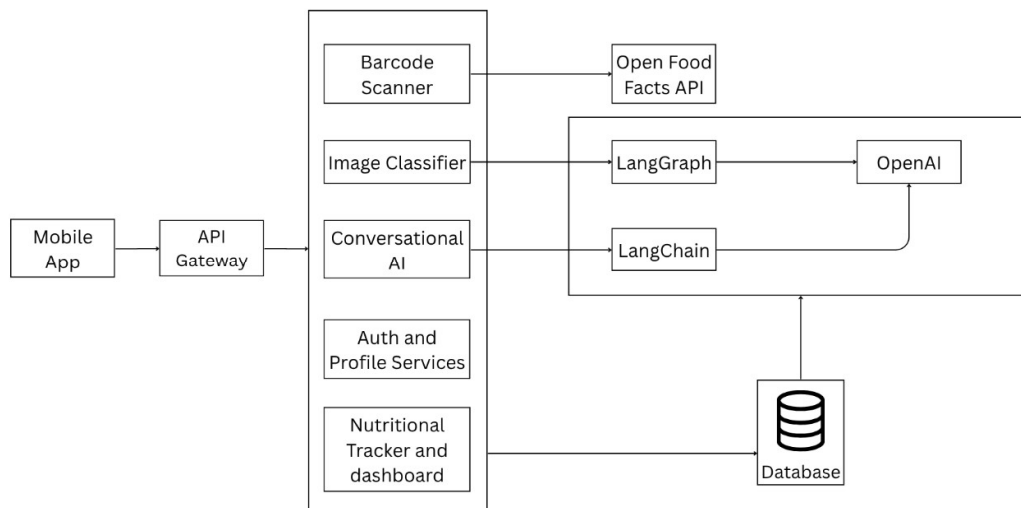 Barcode
Scanner
Open Food
Facts API
Image Classifier
LangGraph
OpenAI
Mobile
App
API
Gateway
Conversational
AI
LangChain
Auth and
Profile Services
Nutritional
Tracker and
dashboard
Database